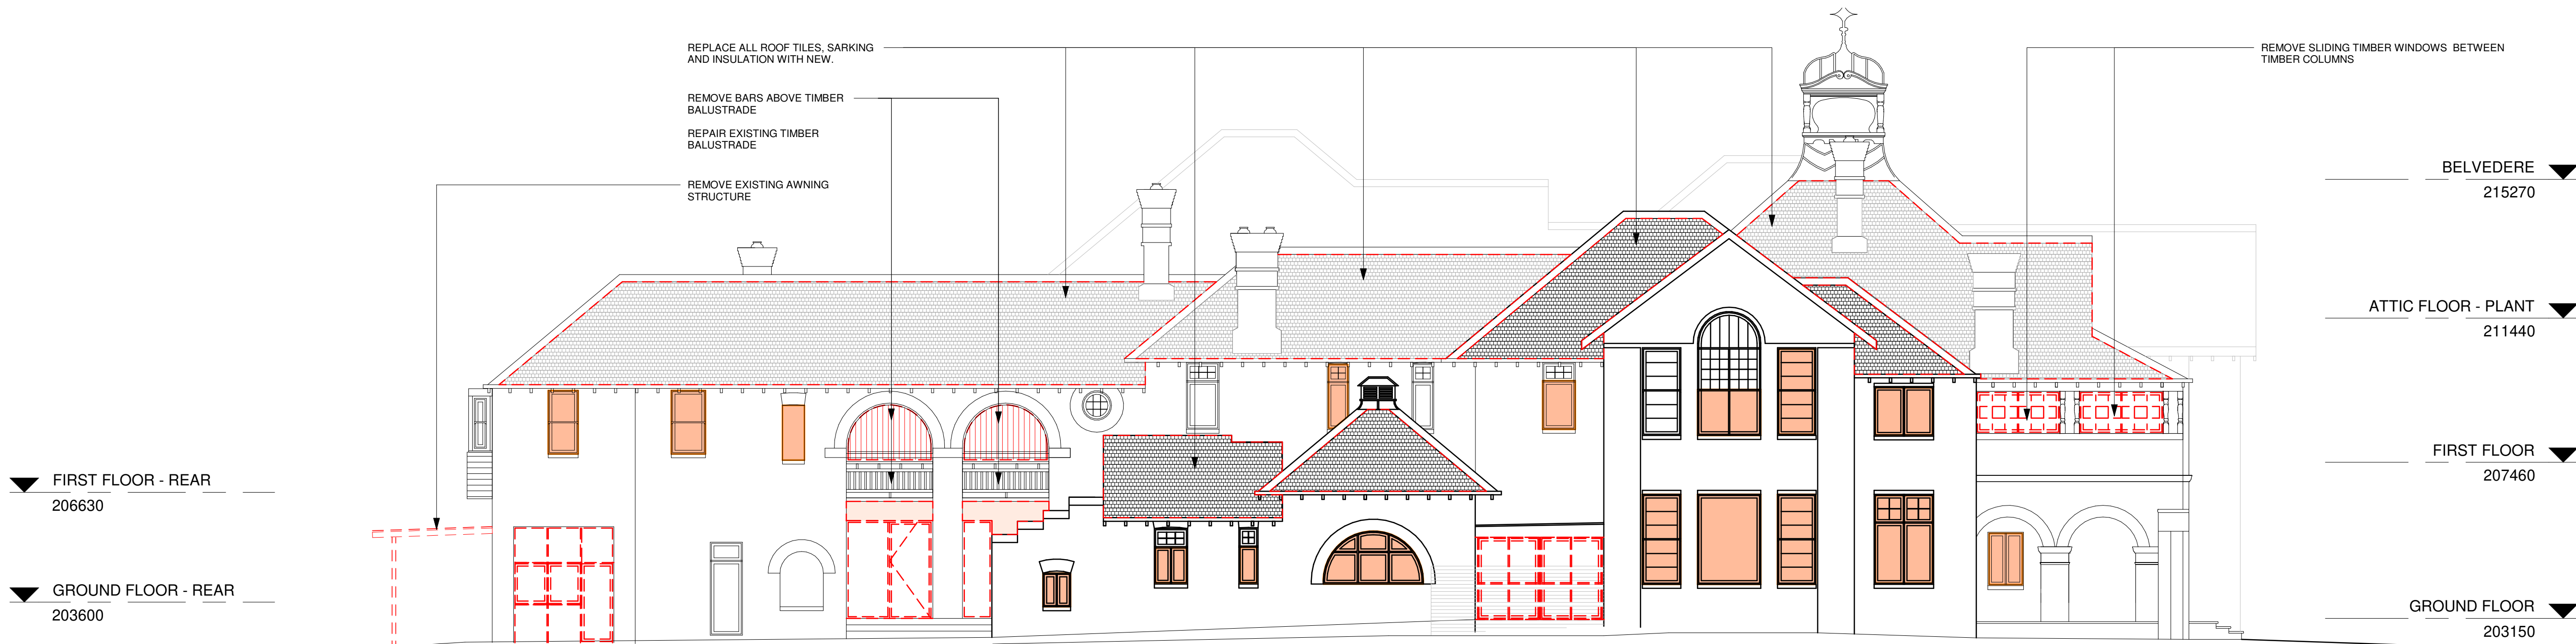 REPLACE ALL ROOF TILES, SARKING
AND INSULATION WITH NEW.
REMOVE BARS ABOVE TIMBER
BALUSTRADE
REPAIR EXISTING TIMBER
BALUSTRADE
REMOVE EXISTING AWNING
STRUCTURE
REMOVE SLIDING TIMBER WINDOWS BETWEEN
TIMBER COLUMNS
BELVEDERE
215270
ATTIC FLOOR - PLANT
211440
FIRST FLOOR
207460
GROUND FLOOR
203150
FIRST FLOOR - REAR
206630
GROUND FLOOR - REAR
203600